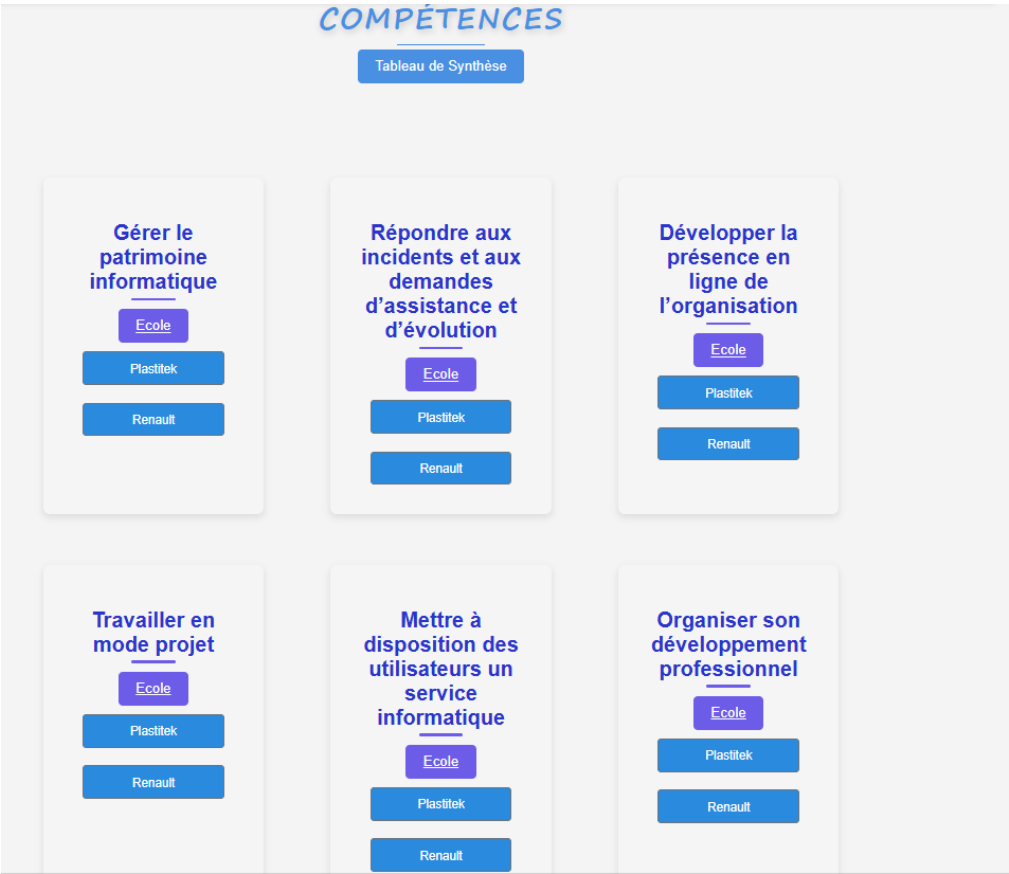 COMPÉTENCES
Tableau de Synthèse
Gérer le
patrimoine
informatique
Ecole
Plastitek
Renault
Répondre aux
incidents et aux
demandes
d’assistance et
d’évolution
Ecole
Plastitek
Renault
Développer la
présence en
ligne de
l’organisation
Ecole
Plastitek
Renault
Travailler en
mode projet
Ecole
Plastitek
Renault
Mettre à
disposition des
utilisateurs un
service
informatique
Ecole
Plastitek
Renault
Organiser son
développement
professionnel
Ecole
Plastitek
Renault